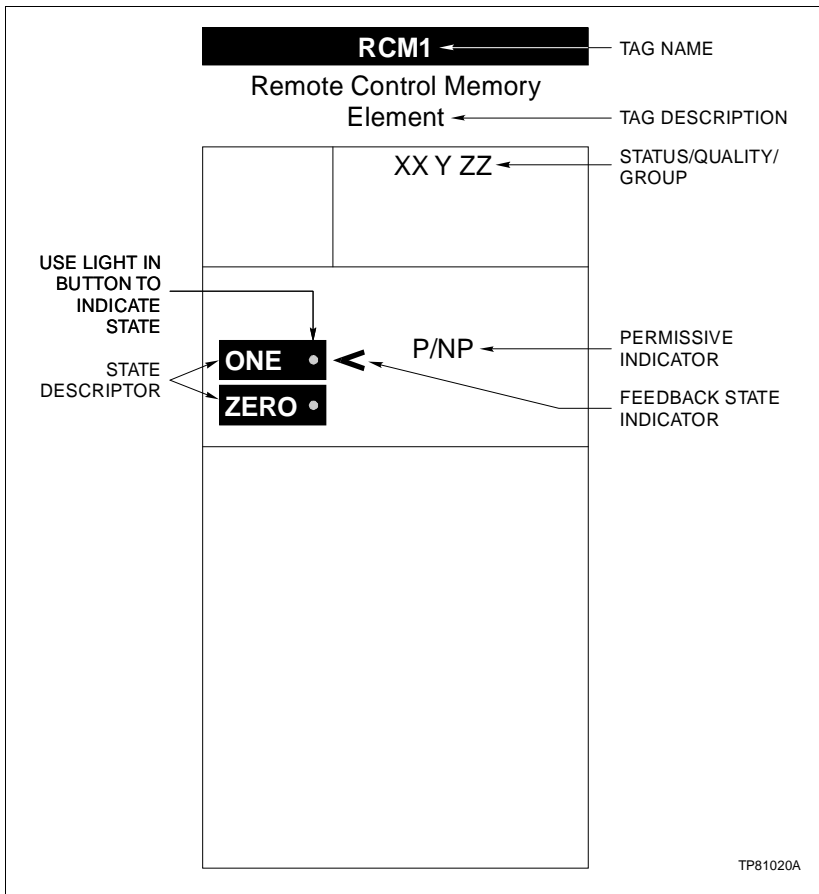 RCM1
TAG NAME
Remote Control Memory
Element
TAG DESCRIPTION
XX Y ZZ
STATUS/QUALITY/
GROUP
USE LIGHT IN
BUTTON TO
INDICATE
STATE
P/NP
PERMISSIVE
INDICATOR
STATE
DESCRIPTOR
ONE
<
ZERO
FEEDBACK STATE
INDICATOR
TP81020A